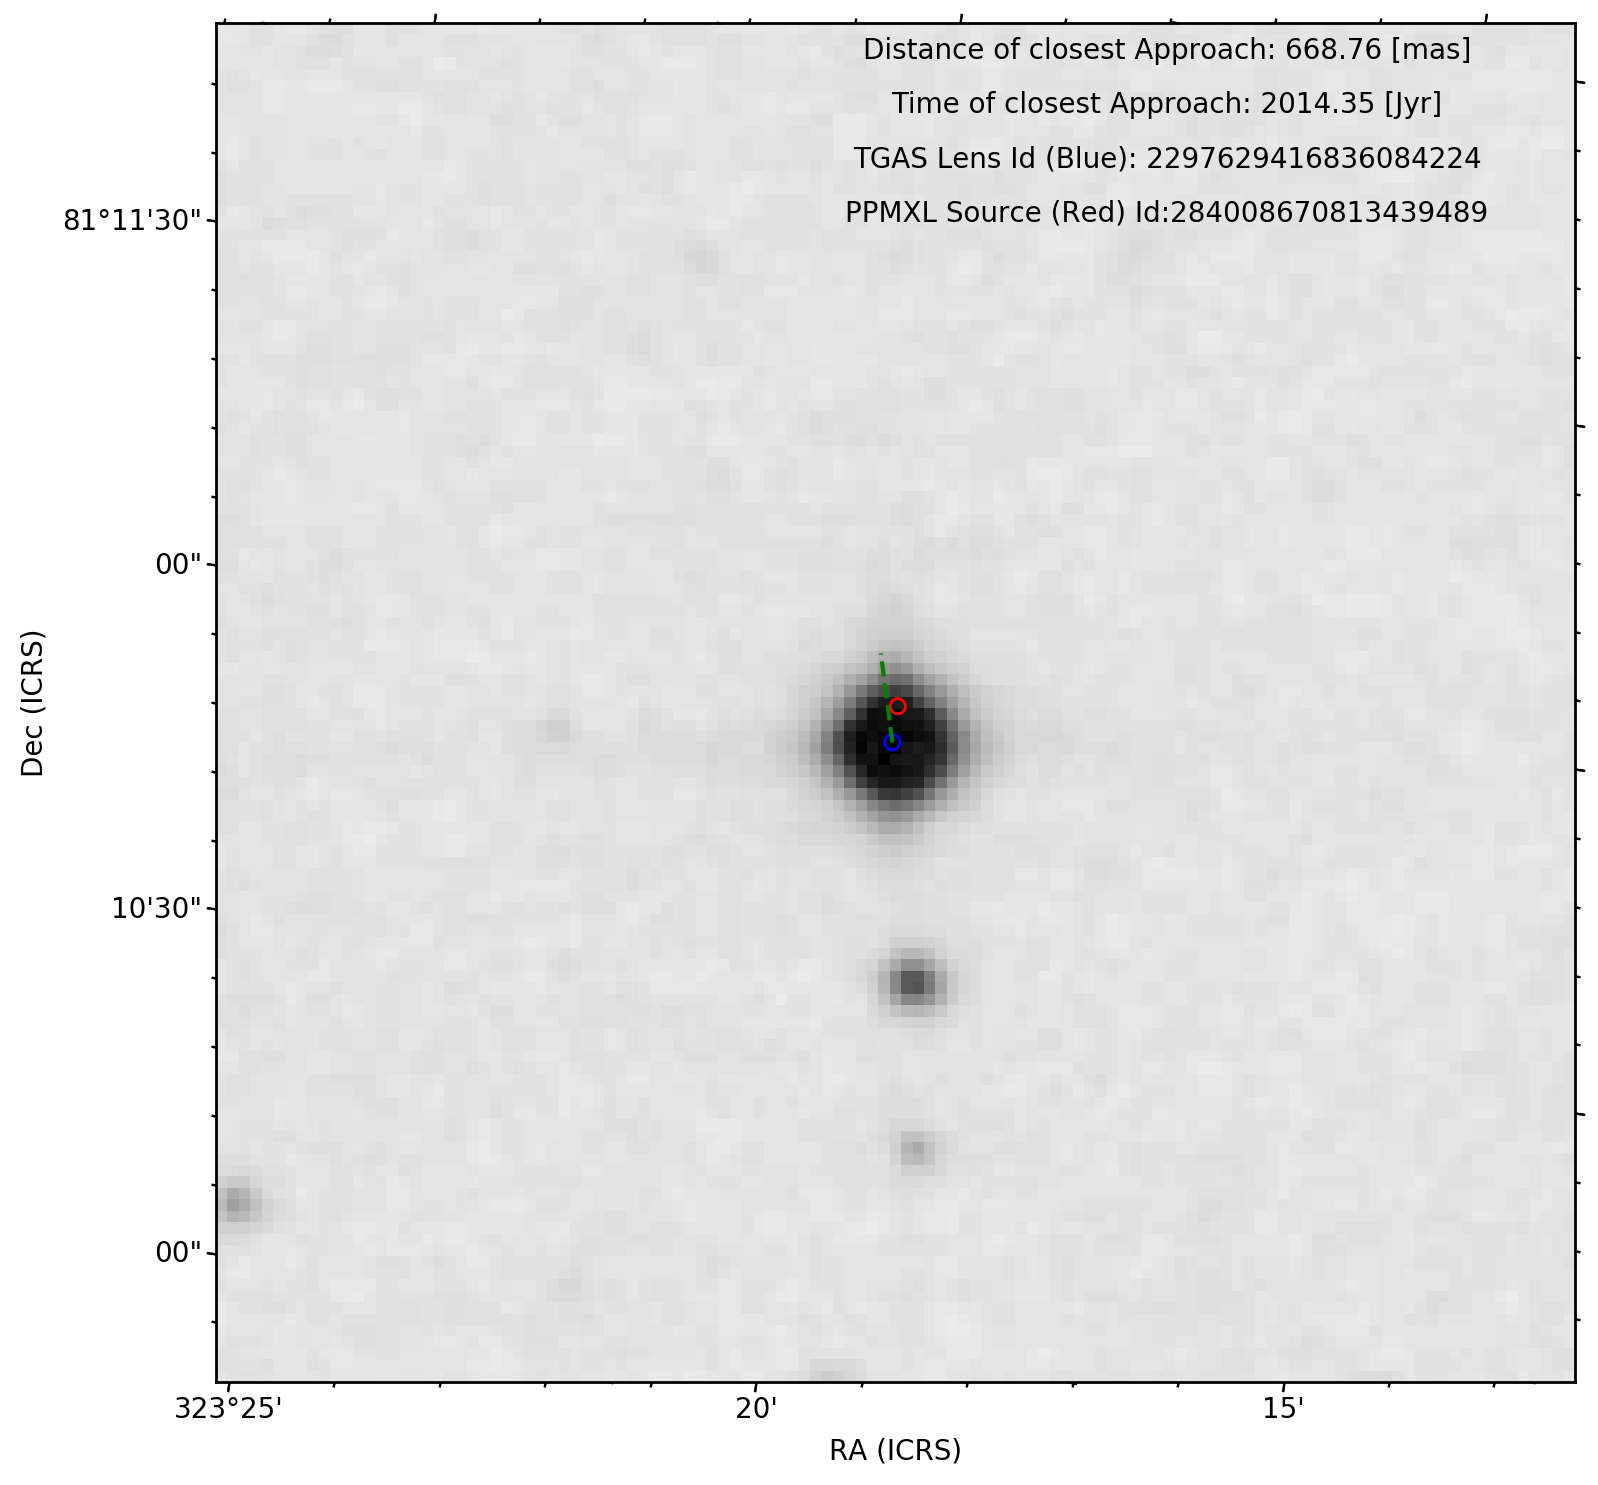 Distance of closest Approach: 668.76 [mas]
Time of closest Approach: 2014.35 [Jyr]
TGAS Lens Id (Blue): 2297629416836084224
PPMXL Source (Red) Id:284008670813439489
81°11'30"
00"
Dec (ICRS)
10'30"
00"
323°25'
20'
15'
RA (ICRS)